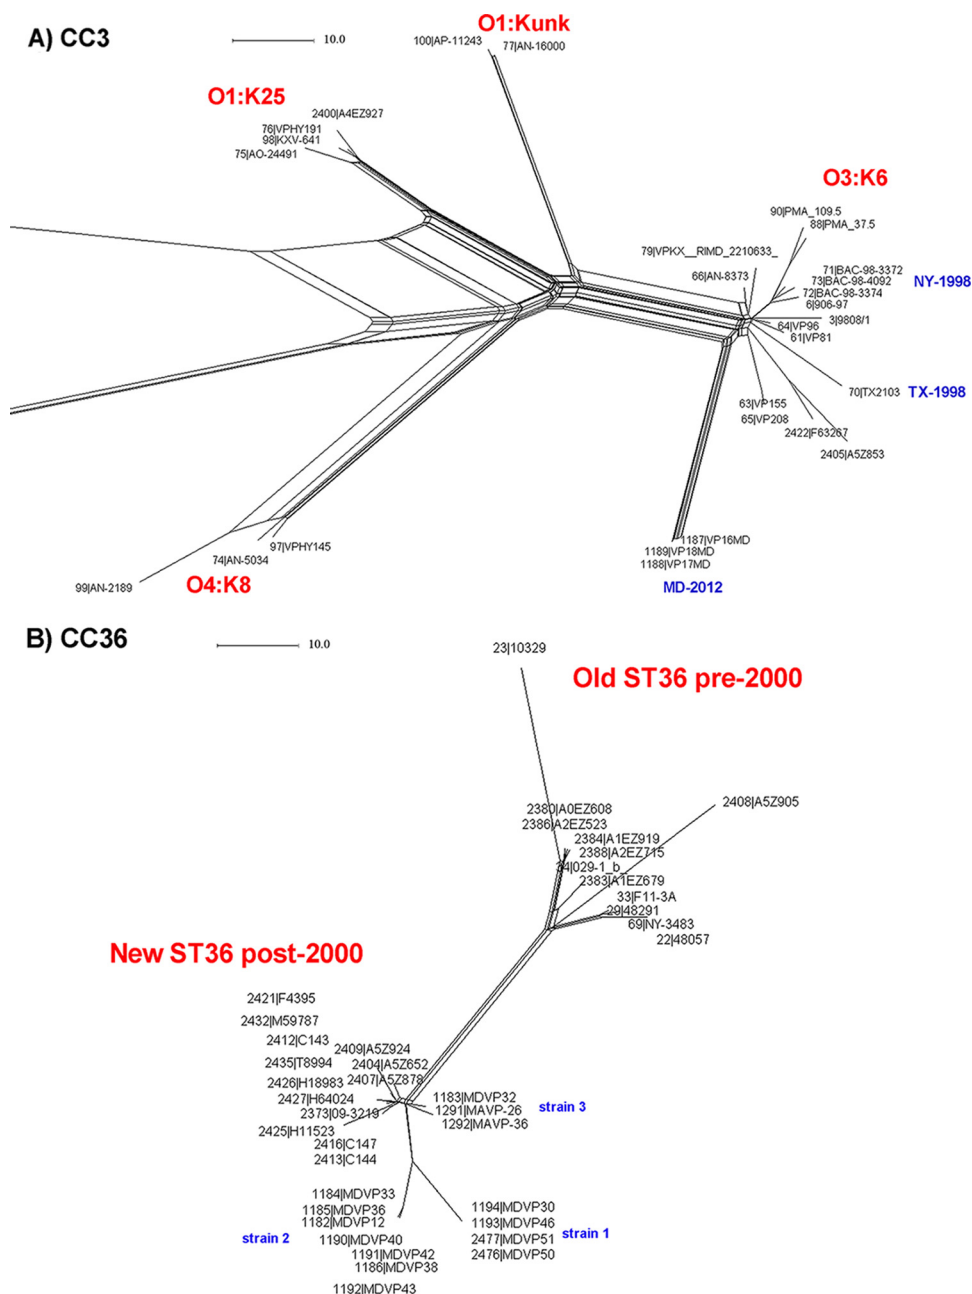 A) CC3
10.0
O1:Kunk
100|AP-11243
77|AN-16000
O1:K25
2400|A4EZ927
76|VPHY191
98|KXV-641
75|AO-24491
O3:K6
90|PMA_109.5
88|PMA_37.5
79|VPKX__RIMD_2210633_
66|AN-8373
71|BAC-98-3372
73|BAC-98-4092
72|BAC-98-3374
6|906-97
NY-1998
3|9808/1
64|VP96
61|VP81
70|TX2103
TX-1998
63|VP155
65|VP208
2422|F63267
2405|A5Z853
1187|VP16MD
1189|VP18MD
1188|VP17MD
MD-2012
97|VPHY145
74|AN-5034
99|AN-2189
O4:K8
B) CC36
10.0
23|10329
Old ST36 pre-2000
2408|A5Z905
2380|A0EZ608
2386|A2EZ523
2384|A1EZ919
2388|A2EZ715
34|029-1_b_
2383|A1EZ679
33|F11-3A
29|48291
69|NY-3483
22|48057
New ST36 post-2000
2421|F4395
2432|M59787
2412|C143
2409|A5Z924
2435|T8994
2404|A5Z652
2426|H18983
2407|A5Z878
2427|H64024
2373|09-3219
2425|H11523
2416|C147
2413|C144
1183|MDVP32
1291|MAVP-26
1292|MAVP-36
strain 3
1184|MDVP33
1185|MDVP36
1182|MDVP12
strain 2
1190|MDVP40
1191|MDVP42
1186|MDVP38
1192|MDVP43
1194|MDVP30
1193|MDVP46
2477|MDVP51
2476|MDVP50
strain 1